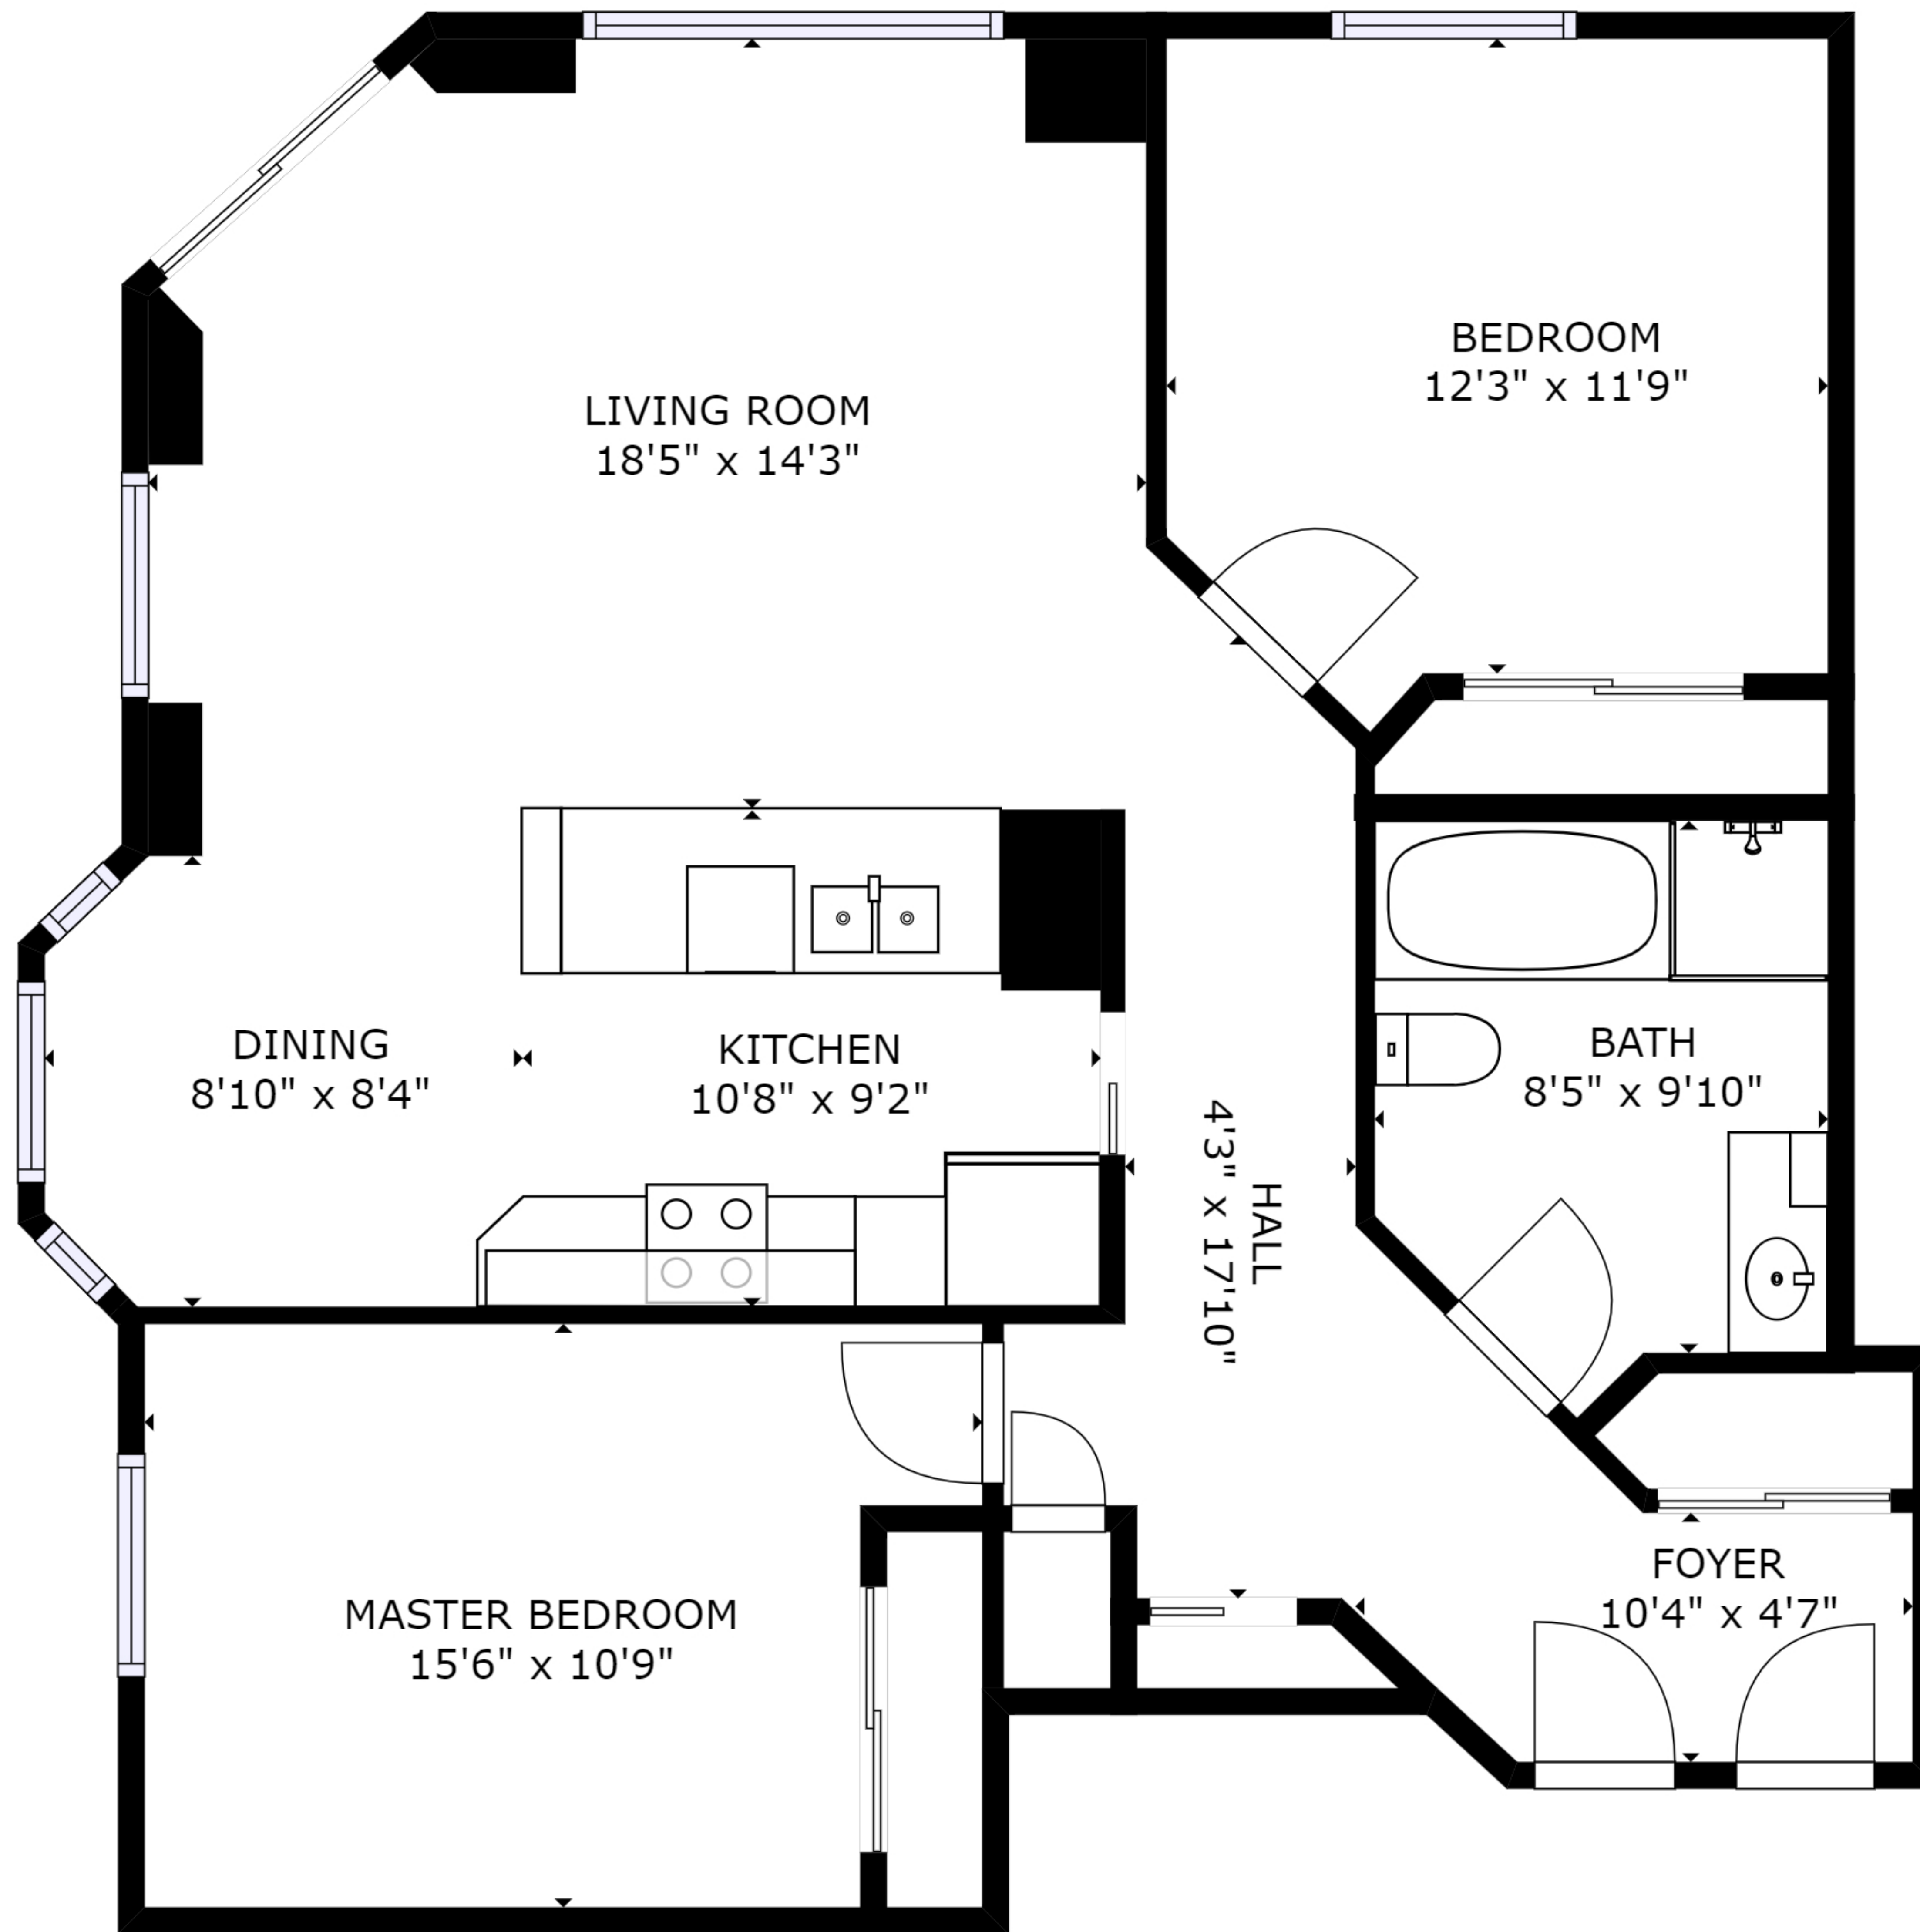 BEDROOM
12'3" x 11'9"
LIVING ROOM
18'5" x 14'3"
DINING
8'10" x 8'4"
KITCHEN
10'8" x 9'2"
BATH
8'5" x 9'10"
HALL
4'3" x 17'10"
FOYER
10'4" x 4'7"
MASTER BEDROOM
15'6" x 10'9"